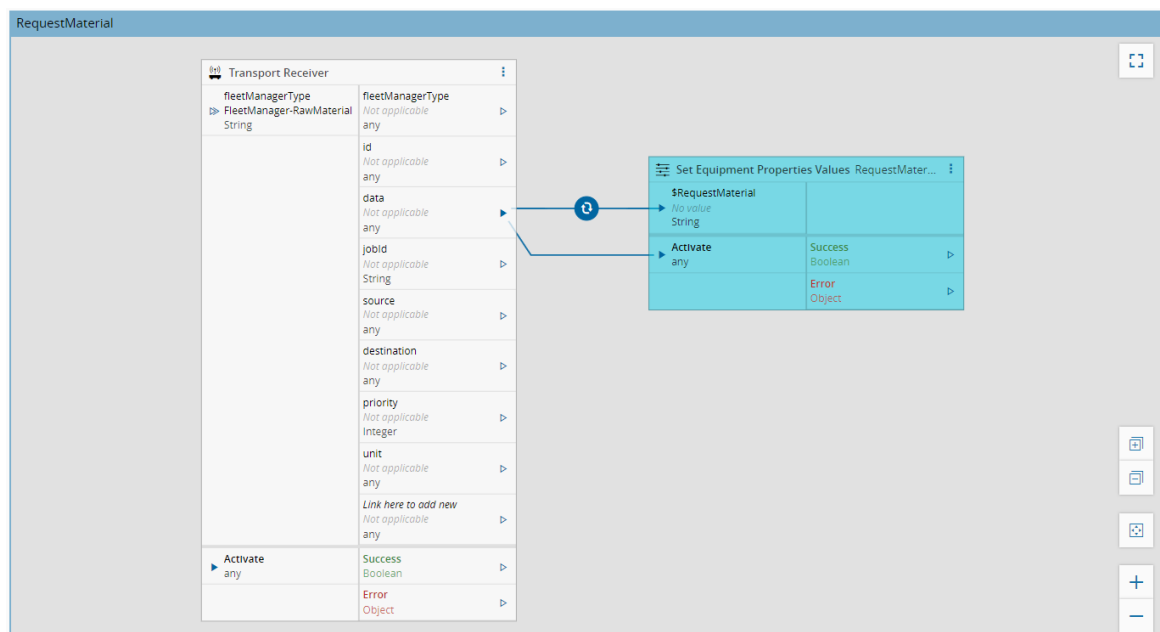 RequestMaterial
Transport Receiver
fleetManagerType
FleetManager-RawMaterial
String
fleetManagerType
Not applicable
any
id
Not applicable
any
data
Not applicable
any
jobId
Not applicable
String
source
Not applicable
any
destination
Not applicable
any
priority
Not applicable
Integer
unit
Not applicable
any
Link here to add new
Not applicable
any
Activate
any
Success
Boolean
Error
Object
Set Equipment Properties Values RequestMater...
$RequestMaterial
No value
String
Activate
any
Success
Boolean
Error
Object